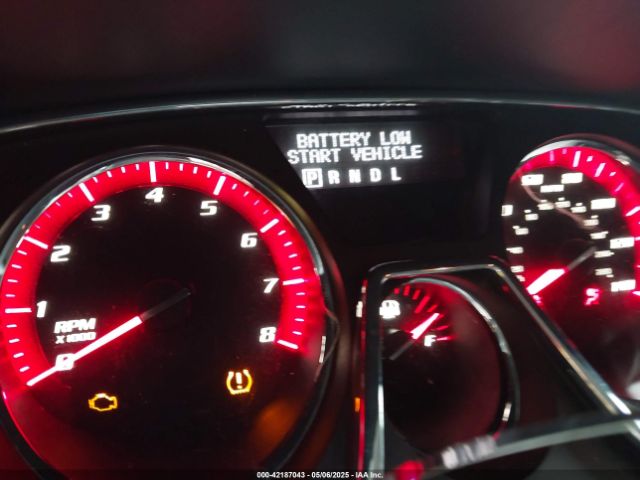 BATTERY LOW
START VEHICLE
P R N D L
1 2 3 4 5 6 7 8
RPM
X 1000
0
F
000-42187043 - 05/06/2025 - IAA Inc.